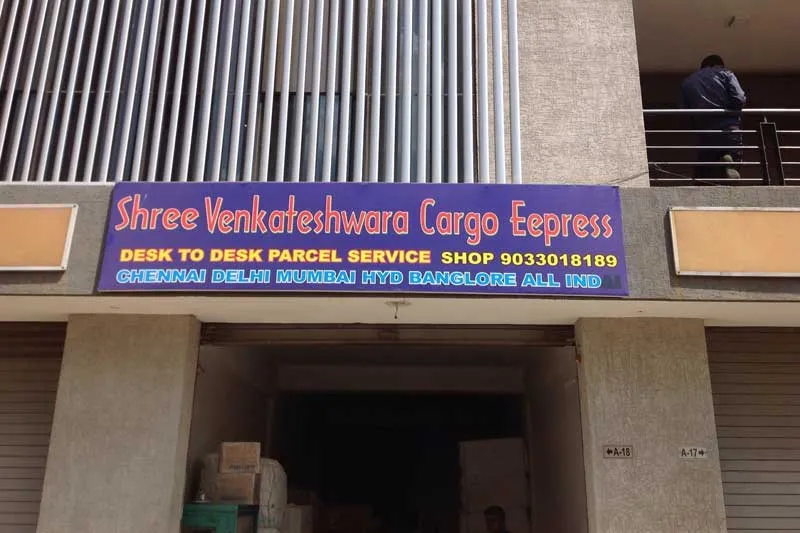 Shree Venkateshwara Cargo Eepress
DESK TO DESK PARCEL SERVICE SHOP 9033018189
CHENNAI DELHI MUMBAI HYD BANGLORE ALL INDIA
←A-18
A-17→